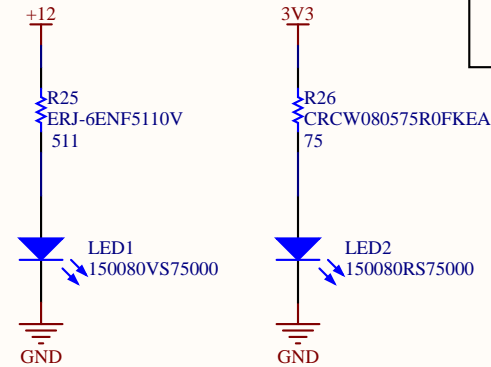 +12
R25
ERJ-6ENF5110V
511
LED1
150080VS75000
GND
3V3
R26
CRCW080575R0FKEA
75
LED2
150080RS75000
GND